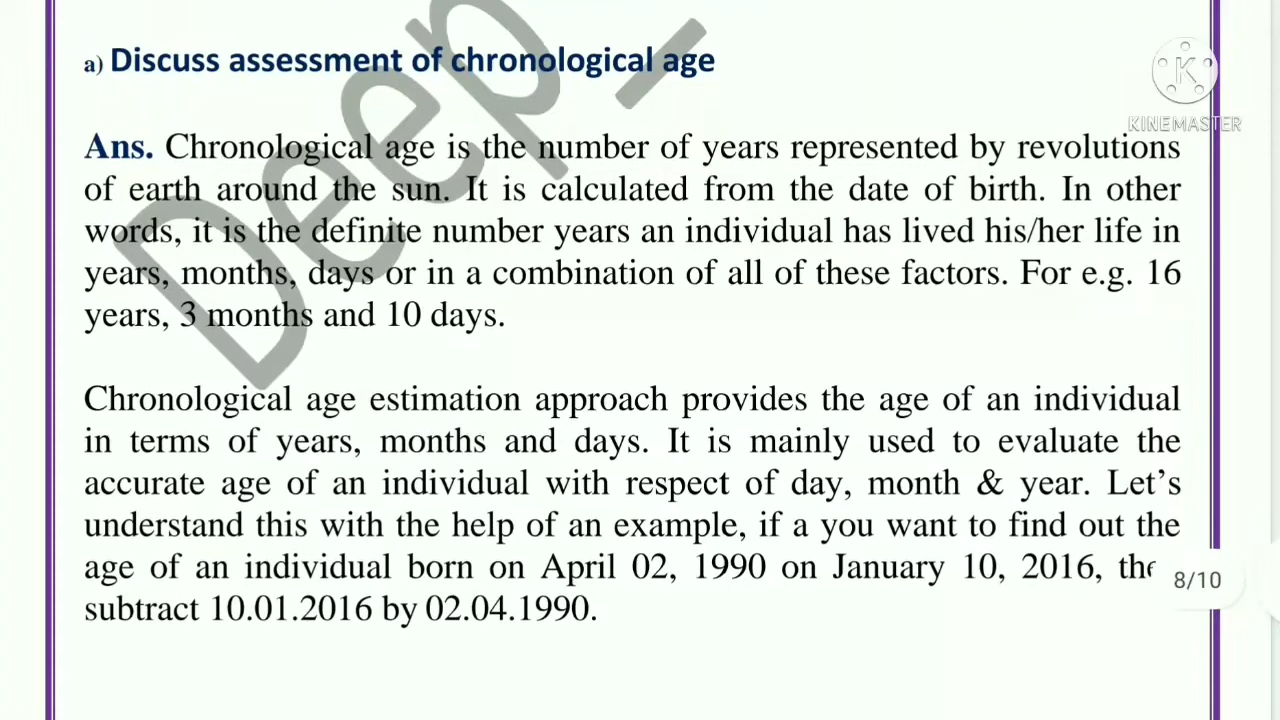 a) Discuss assessment of chronological age
Ans. Chronological age is the number of years represented by revolutions
of earth around the sun. It is calculated from the date of birth. In other
words, it is the definite number years an individual has lived his/her life in
years, months, days or in a combination of all of these factors. For e.g. 16
years, 3 months and 10 days.
Chronological age estimation approach provides the age of an individual
in terms of years, months and days. It is mainly used to evaluate the
accurate age of an individual with respect of day, month & year. Let's
understand this with the help of an example, if a you want to find out the
age of an individual born on April 02, 1990 on January 10, 2016,
subtract 10.01.2016 by 02.04.1990.
Deep_
K
KINEMASTER
8/10